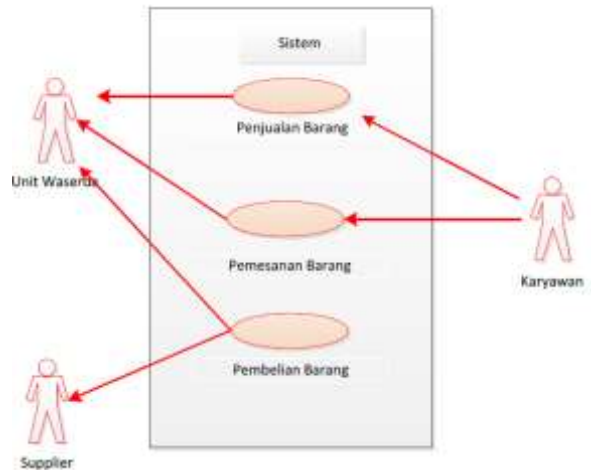 Sistem
Penjualan Barang
Unit Waserda
Pemesanan Barang
Karyawan
Pembelian Barang
Supplier